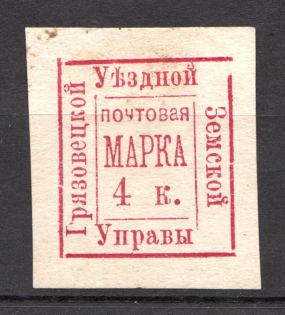 Грязовецкой
Уѣздной
Земской
Управы
почтовая
МАРКА
4 к.